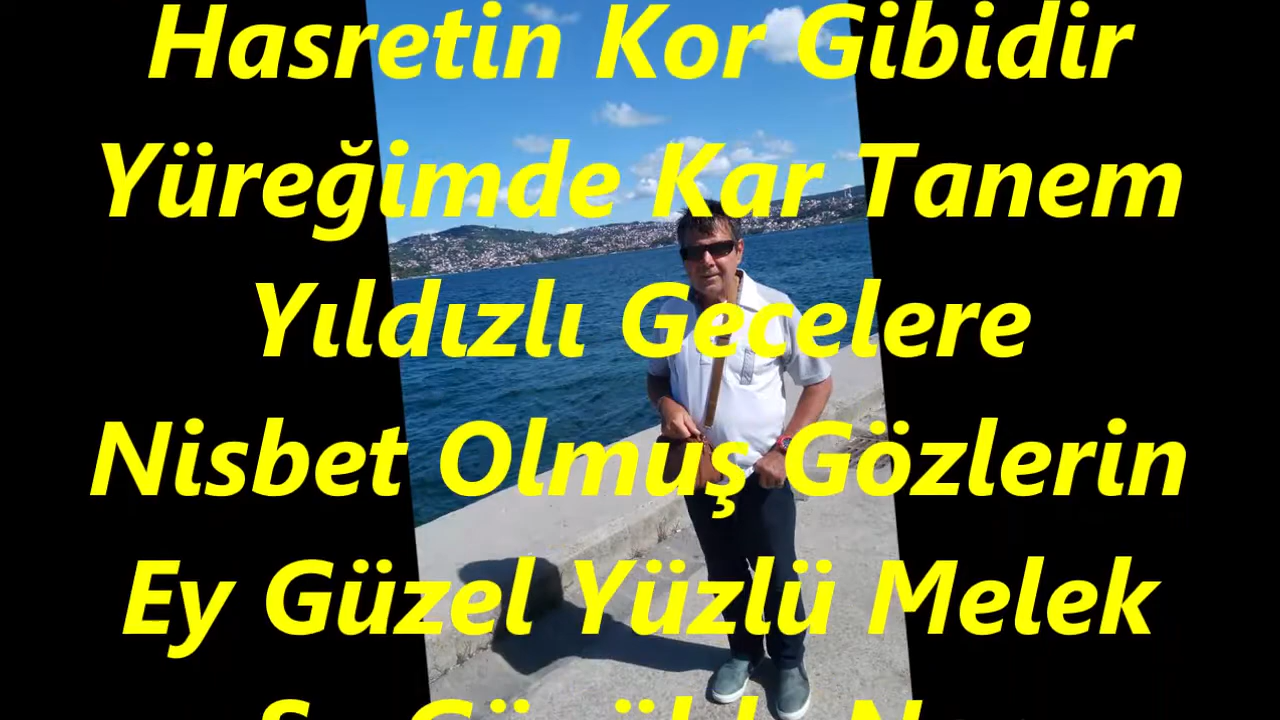 Hasretin Kor Gibidir
Yüreğimde Kar Tanem
Yıldızlı Gecelere
Nisbet Olmuş Gözlerin
Ey Güzel Yüzlü Melek